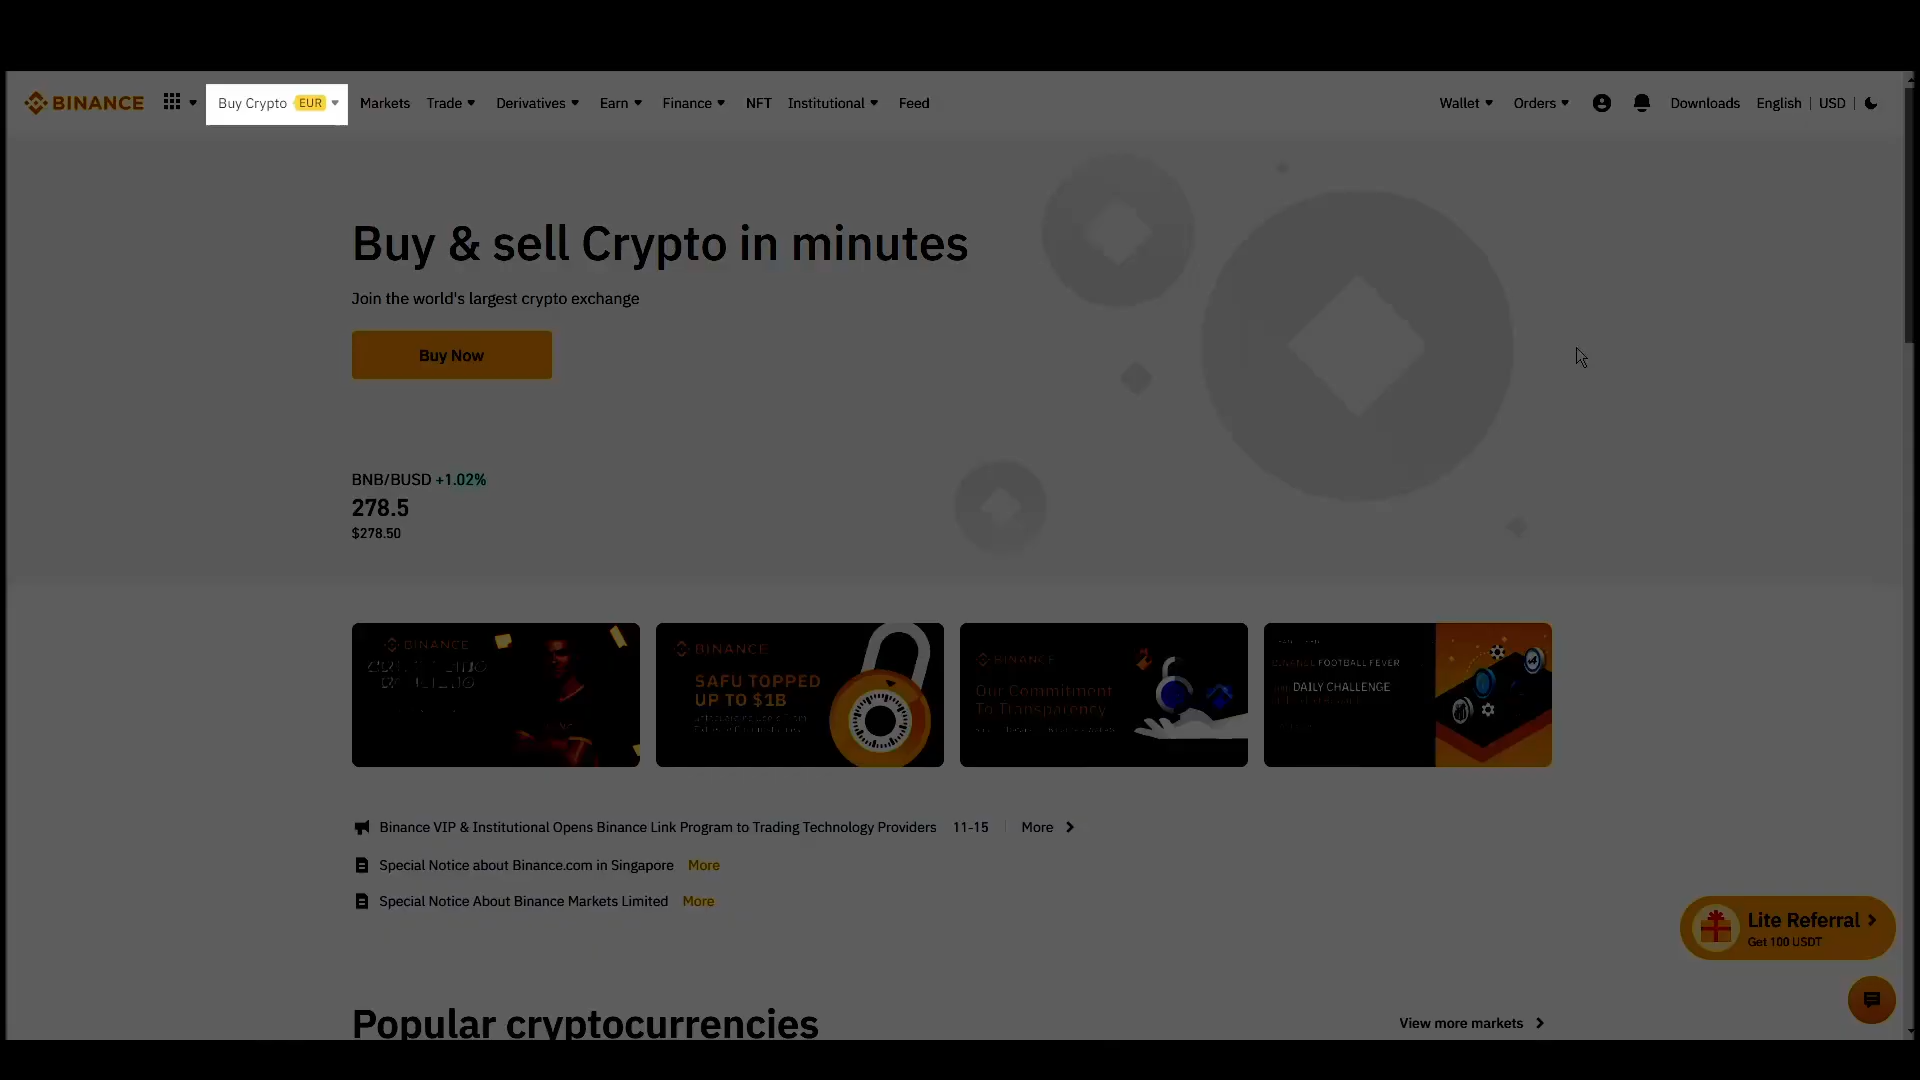 BINANCE
Buy Crypto EUR
Markets
Trade
Derivatives
Earn
Finance
NFT
Institutional
Feed
Wallet
Orders
Downloads
English | USD
Buy & sell Crypto in minutes
Join the world's largest crypto exchange
Buy Now
BNB/BUSD +1.02%
278.5
$278.50
BINANCE
BINANCE
SAFU TOPPED
UP TO $1B
BINANCE
Our Commitment
To Transparency
FOOTBALL FEVER
DAILY CHALLENGE
Binance VIP & Institutional Opens Binance Link Program to Trading Technology Providers 11-15 More
Special Notice about Binance.com in Singapore More
Special Notice About Binance Markets Limited More
Lite Referral
Get 100 USDT
Popular cryptocurrencies
View more markets